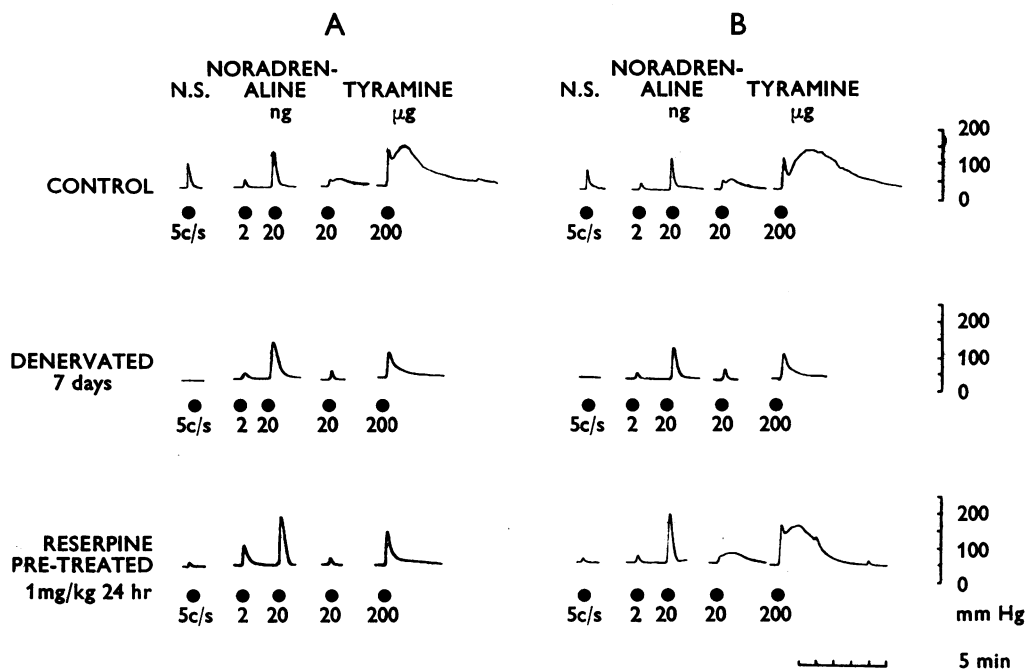 A B
NORADREN- NORADREN-
N.S. ALINE TYRAMINE N.S. ALINE TYRAMINE
ng µg ng µg
200
100
CONTROL 0
5c/s 2 20 20 200 5c/s 2 20 20 200
200
DENERVATED 100
7 days 0
5c/s 2 20 20 200 5c/s 2 20 20 200
200
RESERPINE
PRE-TREATED 100
1mg/kg 24 hr 0
5c/s 2 20 20 200 5c/s 2 20 20 200 mm Hg
5 min